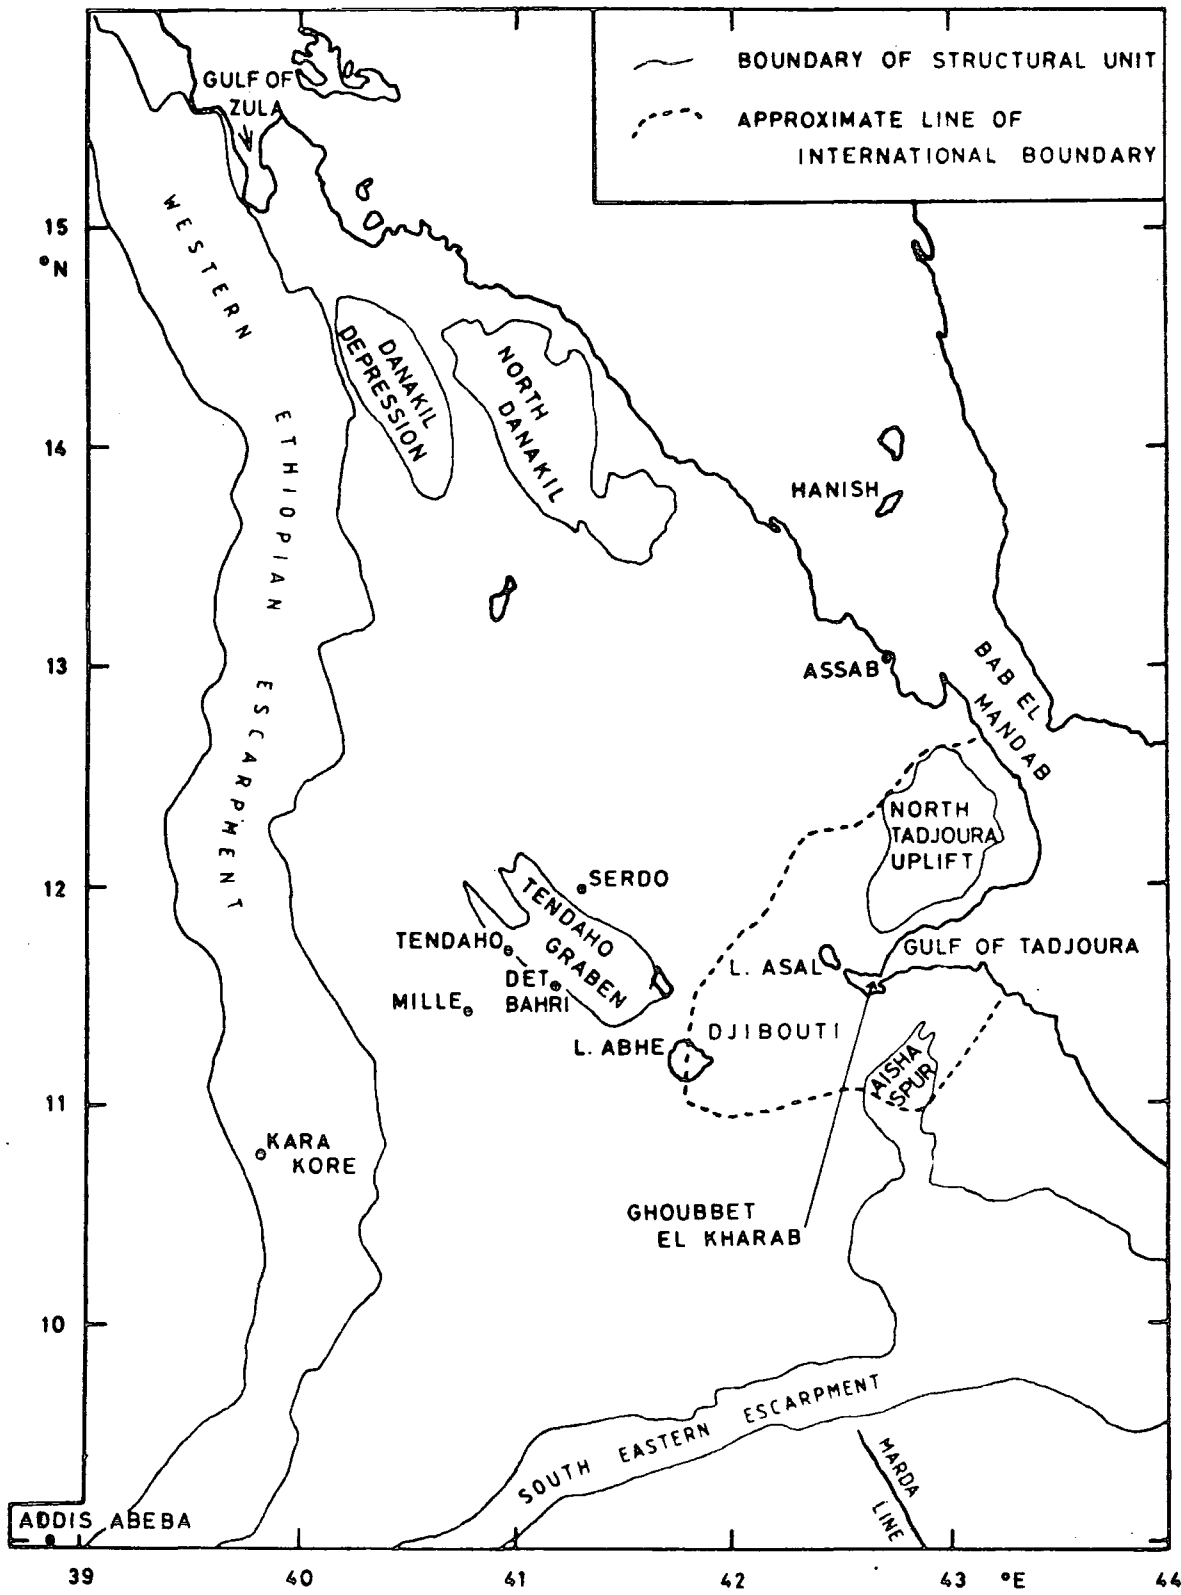 BOUNDARY OF STRUCTURAL UNIT
APPROXIMATE LINE OF
INTERNATIONAL BOUNDARY
GULF OF
ZULA
15
°N
WESTERN
ETHIOPIAN
ESCARPMENT
DANAKIL
DEPRESSION
NORTH
DANAKIL
14
HANISH
13
ASSAB
BAB EL
MANDAB
NORTH
TADJOURA
UPLIFT
12
SERDO
TENDAHO
GRABEN
TENDAHO
DET
BAHRI
MILLE
GULF OF TADJOURA
L. ASAL
DJIBOUTI
L. ABHE
AISHA
SPUR
11
KARA
KORE
GHOUBBET
EL KHARAB
10
SOUTH EASTERN ESCARPMENT
MARDA
LINE
ADDIS ABEBA
39
40
41
42
43
°E
44